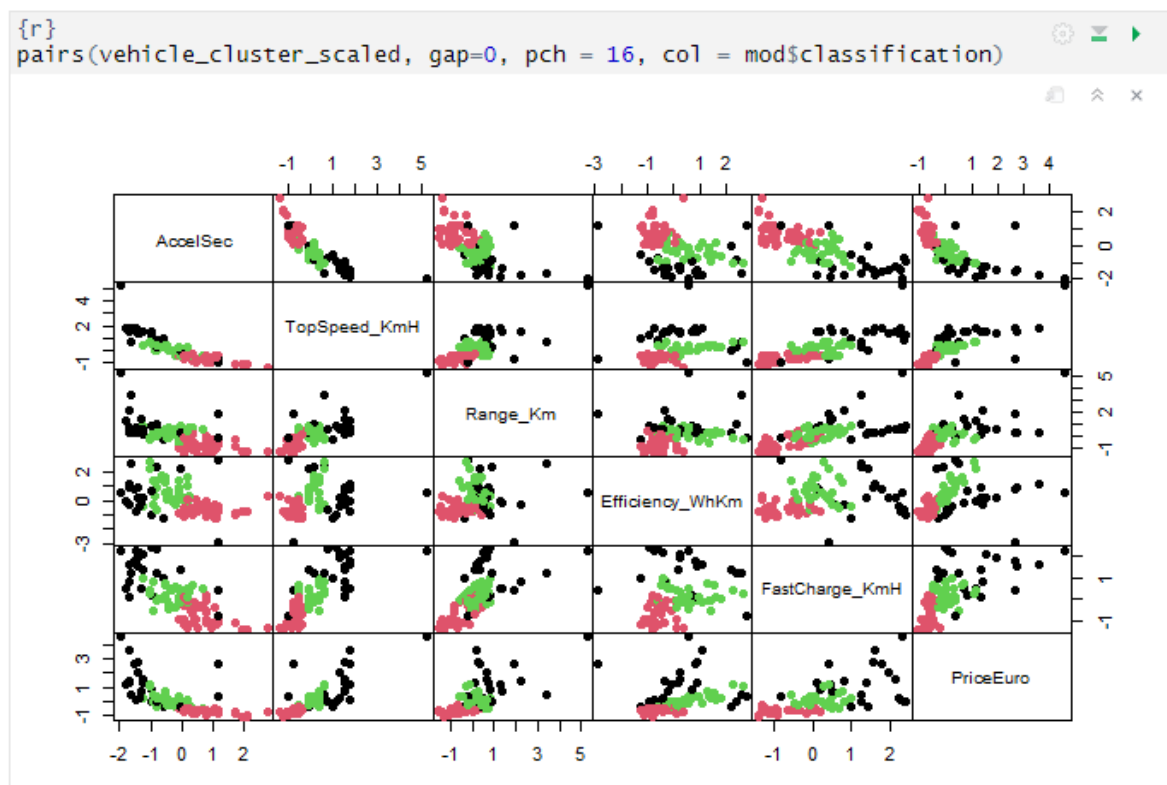 {r}
pairs(vehicle_cluster_scaled, gap=0, pch = 16, col = mod$classification)
-1 1 3 5 -3 -1 1 2 -1 1 2 3 4
AccelSec
-2 0 2
-1 2 4
TopSpeed_KmH
Range_Km
-1 2 5
-3 0 2
Efficiency_WhKm
FastCharge_KmH
-1 1
-1 1 3
PriceEuro
-2 -1 0 1 2 -1 1 3 5 -1 0 1 2